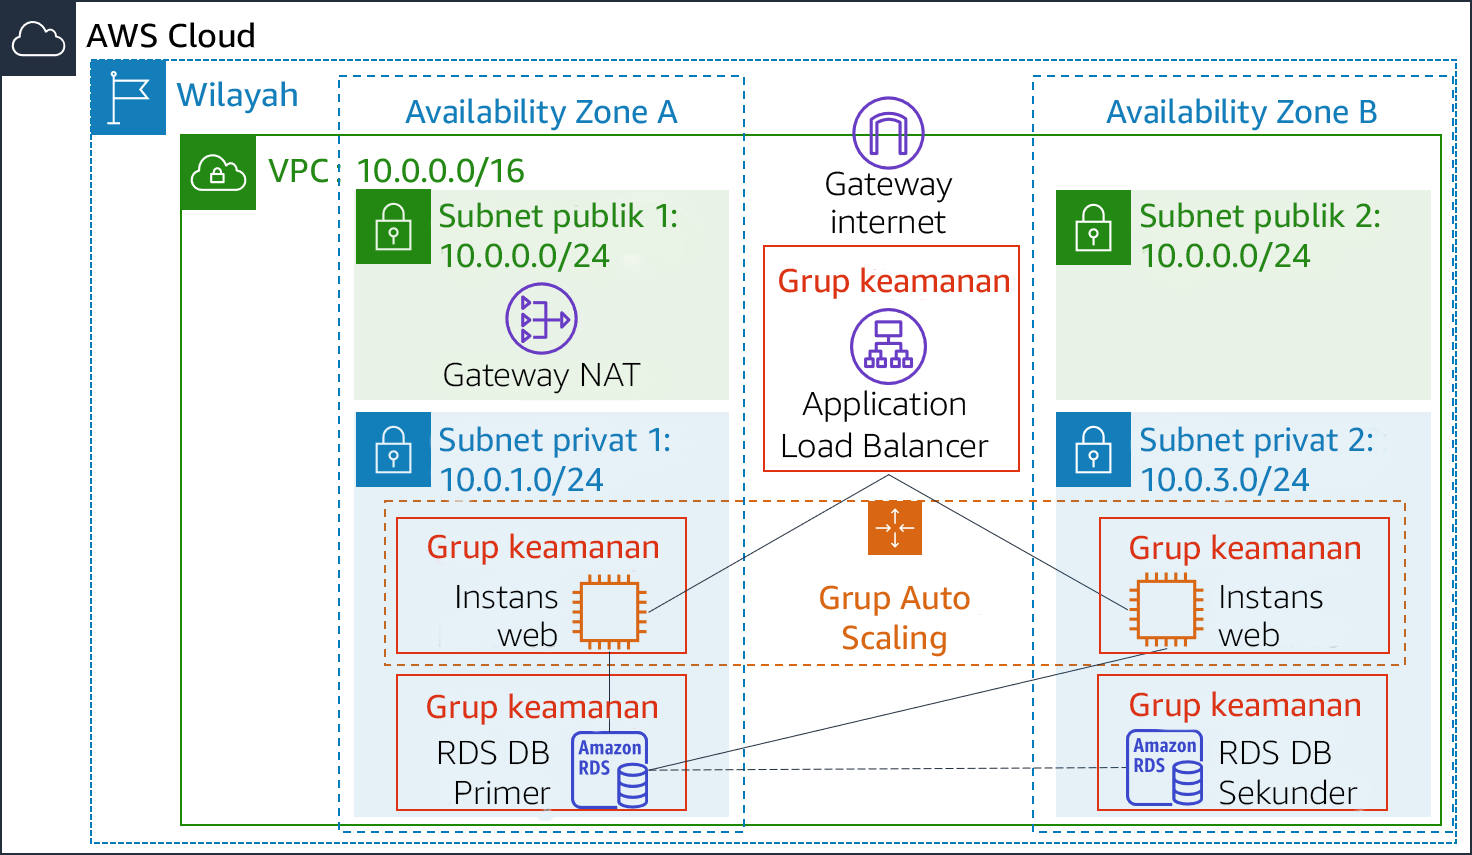 AWS Cloud
Wilayah
Availability Zone A
Availability Zone B
VPC: 10.0.0.0/16
Gateway
internet
Subnet publik 1:
10.0.0.0/24
Gateway NAT
Subnet publik 2:
10.0.0.0/24
Grup keamanan
Application
Load Balancer
Subnet privat 1:
10.0.1.0/24
Subnet privat 2:
10.0.3.0/24
Grup keamanan
Instans
web
Grup Auto
Scaling
Grup keamanan
Instans
web
Grup keamanan
RDS DB
Primer
Amazon
RDS
Grup keamanan
Amazon
RDS
RDS DB
Sekunder